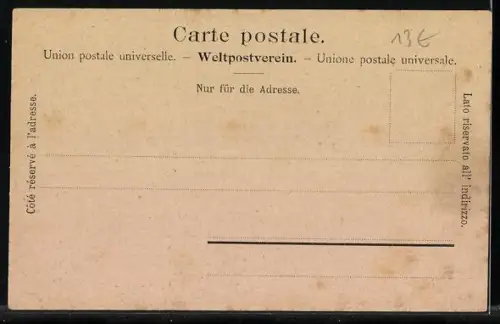 Carte postale.
13€
Union postale universelle. – Weltpostverein. – Unione postale universale.
Nur für die Adresse.
Côté réservé à l'adresse.
Lato riservato all' indirizzo.